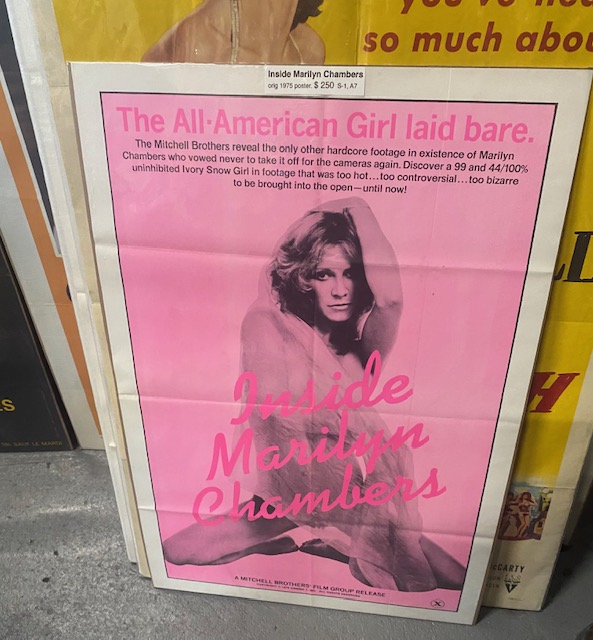 you've
so much abou
Inside Marilyn Chambers
orig 1975 poster. $ 250 S-1, A7
The All-American Girl laid bare.
The Mitchell Brothers reveal the only other hardcore footage in existence of Marilyn
Chambers who vowed never to take it off for the cameras again. Discover a 99 and 44/100%
uninhibited Ivory Snow Girl in footage that was too hot...too controversial...too bizarre
to be brought into the open—until now!
Inside
Marilyn
Chambers
A MITCHELL BROTHERS' FILM GROUP RELEASE
X
H
CARTY
S